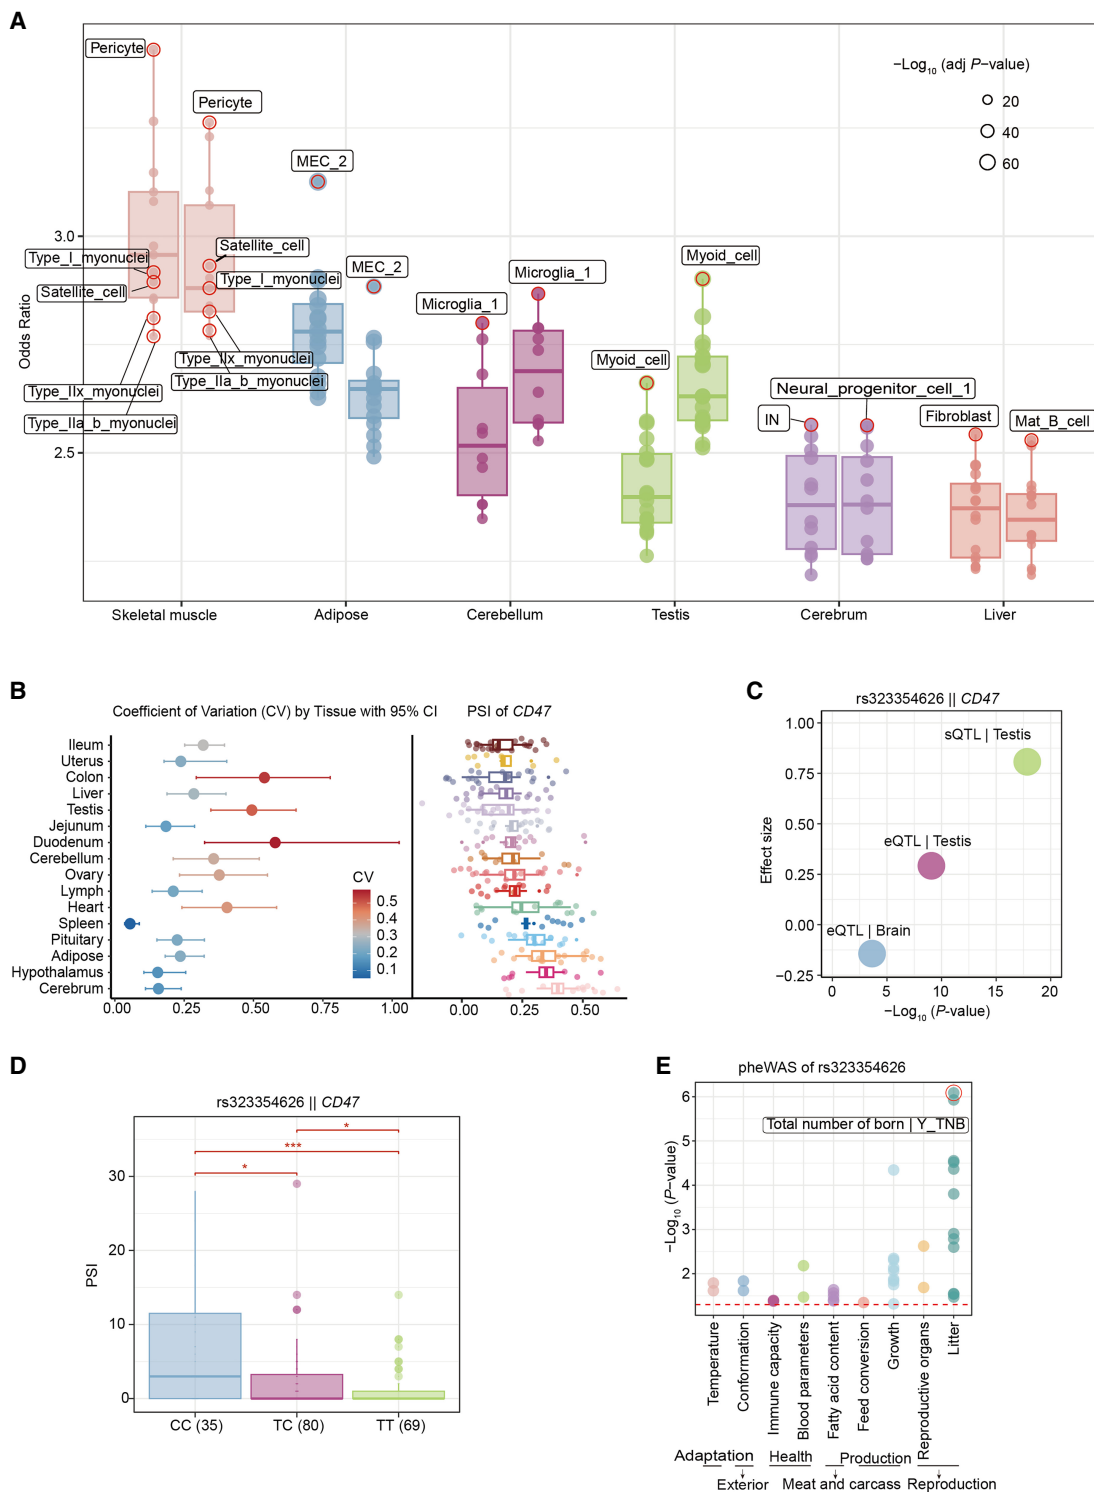 A
Pericyte
Pericyte
−Log10 (adj P−value)
20
40
60
MEC_2
MEC_2
3.0
2.5
Odds Ratio
Satellite_cell
Type_I_myonuclei
Type_I_myonuclei
Satellite_cell
Type_IIx_myonuclei
Type_IIa_b_myonuclei
Type_IIx_myonuclei
Type_IIa_b_myonuclei
Microglia_1
Microglia_1
Myoid_cell
Myoid_cell
Neural_progenitor_cell_1
IN
Fibroblast
Mat_B_cell
Skeletal muscle
Adipose
Cerebellum
Testis
Cerebrum
Liver
B
Coefficient of Variation (CV) by Tissue with 95% CI
PSI of CD47
Ileum
Uterus
Colon
Liver
Testis
Jejunum
Duodenum
Cerebellum
Ovary
Lymph
Heart
Spleen
Pituitary
Adipose
Hypothalamus
Cerebrum
CV
0.5
0.4
0.3
0.2
0.1
0.00 0.25 0.50 0.75 1.00
0.00 0.25 0.50
C
rs323354626 || CD47
sQTL | Testis
eQTL | Testis
eQTL | Brain
Effect size
1.00
0.75
0.50
0.25
0.00
−0.25
0 5 10 15 20
−Log10 (P-value)
D
rs323354626 || CD47
*
***
*
PSI
30
20
10
0
CC (35)
TC (80)
TT (69)
E
pheWAS of rs323354626
Total number of born | Y_TNB
−Log10 (P−value)
6
5
4
3
2
Temperature
Conformation
Immune capacity
Blood parameters
Fatty acid content
Feed conversion
Growth
Reproductive organs
Litter
Adaptation
Health
Production
Exterior
Meat and carcass
Reproduction